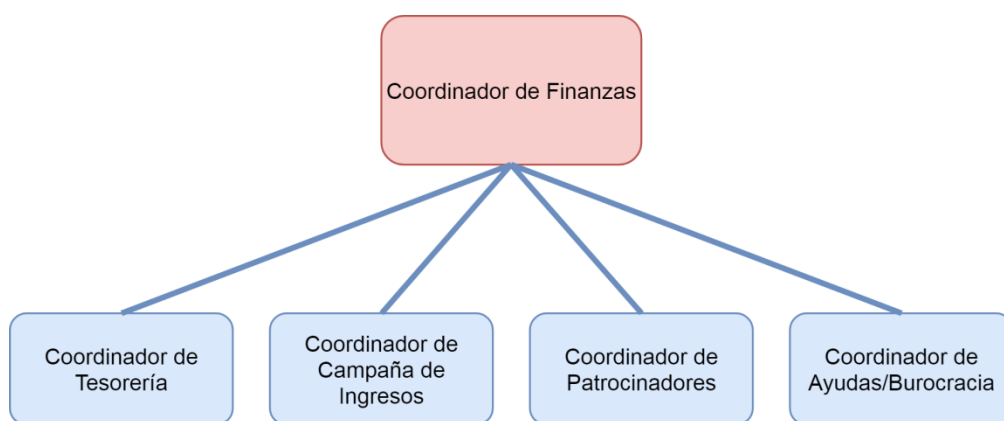 Coordinador de Finanzas
Coordinador de
Tesorería
Coordinador de
Campaña de
Ingresos
Coordinador de
Patrocinadores
Coordinador de
Ayudas/Burocracia